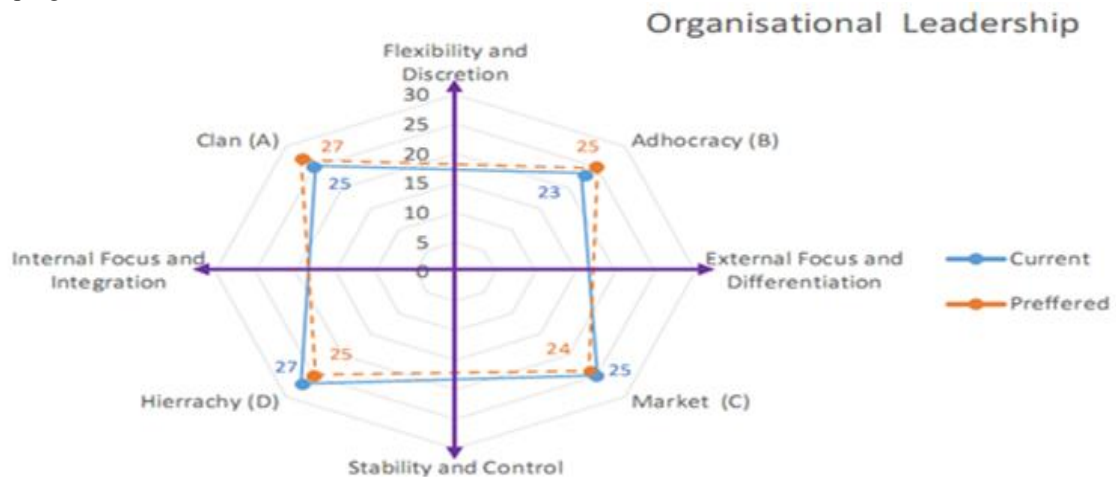 Organisational Leadership
Flexibility and
Discretion
30
25
20
15
10
5
0
Clan (A)
27
25
25
23
Adhocracy (B)
Internal Focus and
Integration
External Focus and
Differentiation
Current
Preffered
27
25
24
25
Hierrachy (D)
Market (C)
Stability and Control